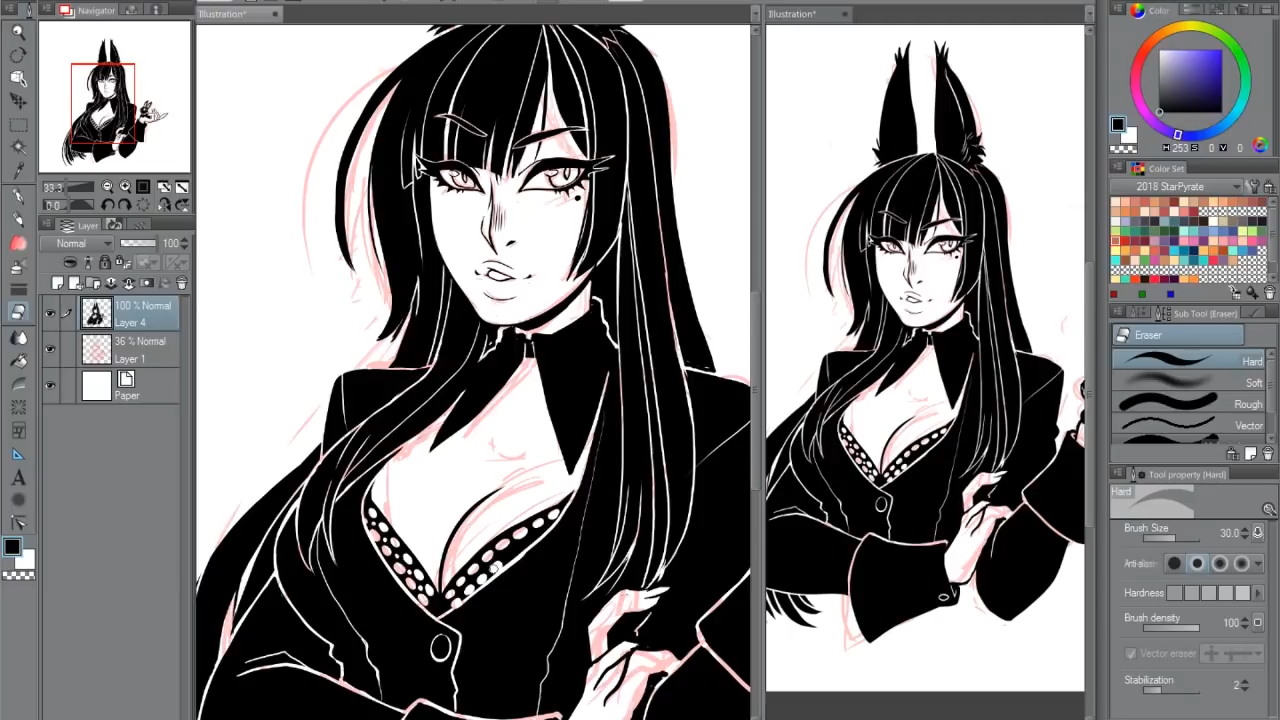 Navigator
Illustration*
Illustration*
Color
33.3
0.0
H 253 S 0 V 0
Layer
Color Set
2018 StarPyrate
Normal
100
100 % Normal
Layer 4
36 % Normal
Layer 1
Paper
Sub Tool [Eraser]
Eraser
Hard
Soft
Rough
Vector
Tool property [Hard]
Hard
Brush Size
30.0
Anti-alias
Hardness
Brush density
100
Vector eraser
Stabilization
2
A